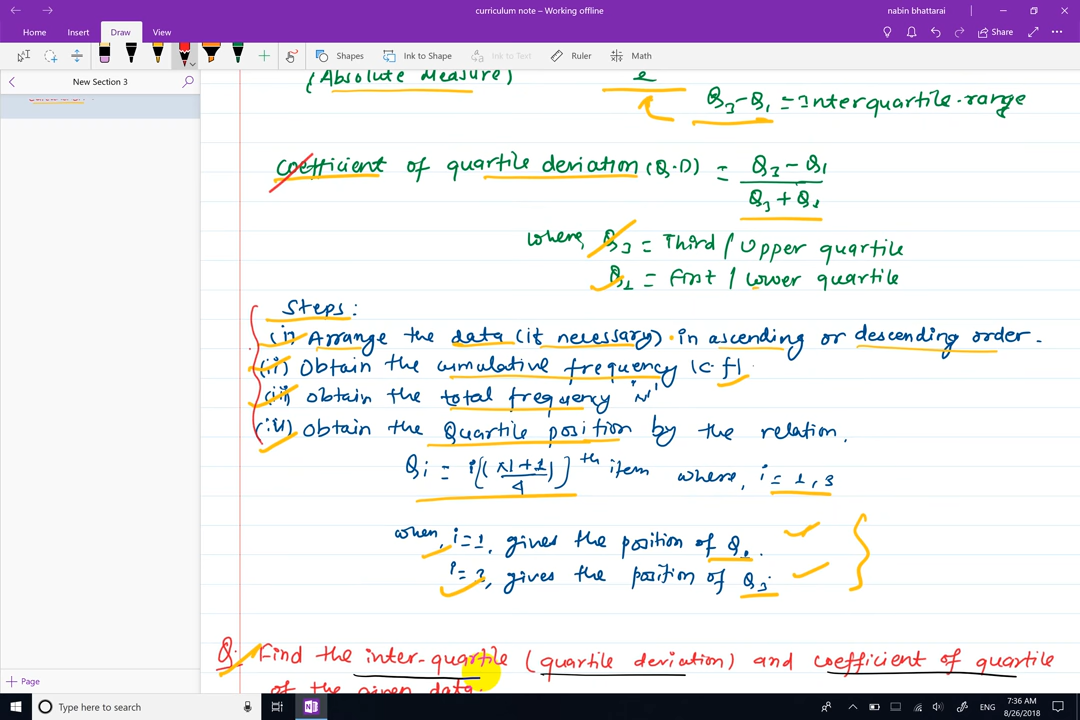 curriculum note – Working offline
nabin bhattarai
Home Insert Draw View
Share
Shapes Ink to Shape Ink to Text Ruler Math
New Section 3
(Absolute Measure)
Q3-Q1 = Interquartile-range
coefficient of quartile deviation (Q.D) = Q3 - Q1
Q3 + Q1
where, Q3 = Third / Upper quartile
Q1 = First / Lower quartile
Steps:
(i) Arrange the data (if necessary) in ascending or descending order.
(ii) Obtain the cumulative frequency (c.f).
(iii) obtain the total frequency 'N'
(iv) Obtain the Quartile position by the relation.
Qi = i((N+1)/4)th item where, i = 1, 3
when, i=1, gives the position of Q1.
i=3, gives the position of Q3.
Q. Find the inter-quartile (quartile deviation) and coefficient of quartile
of the given data.
Page
Type here to search
ENG
7:36 AM
8/26/2018